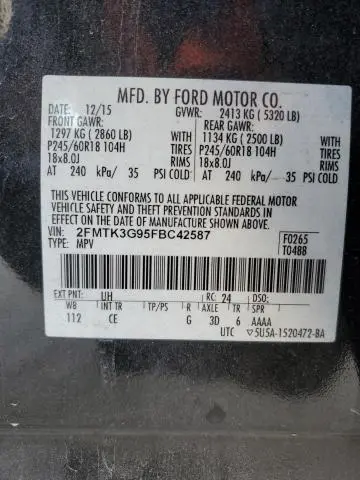 MFD. BY FORD MOTOR CO.
DATE: 12/15 GVWR: 2413 KG ( 5320 LB)
FRONT GAWR: REAR GAWR:
1297 KG ( 2860 LB) WITH 1134 KG ( 2500 LB) WITH
P245/60R18 104H TIRES P245/60R18 104H TIRES
18x8.0J RIMS 18x8.0J RIMS
AT 240 kPa/ 35 PSI COLD AT 240 kPa/ 35 PSI COLD
THIS VEHICLE CONFORMS TO ALL APPLICABLE FEDERAL MOTOR
VEHICLE SAFETY STANDARDS AND THEFT PREVENTION STANDARDS IN
EFFECT ON THE DATE OF MANUFACTURE SHOWN ABOVE.
VIN: 2FMTK3G95FBC42587 F0265
TYPE: MPV T0488
EXT PNT: UH RC: 24 DSO:
WB INT TR TP/PS R AXLE TR SPR
112 CE G 3D 6 AAAA
UTC ▽5U5A-1520472-BA